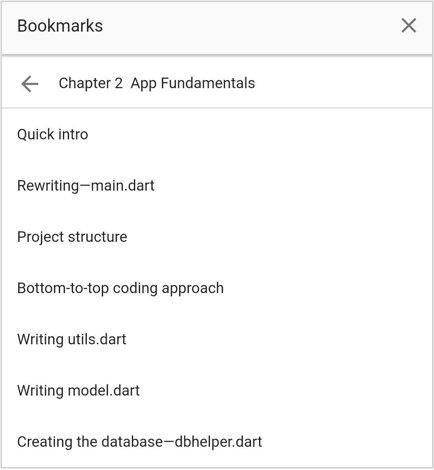 Bookmarks
Chapter 2  App Fundamentals
Quick intro
Rewriting—main.dart
Project structure
Bottom-to-top coding approach
Writing utils.dart
Writing model.dart
Creating the database—dbhelper.dart